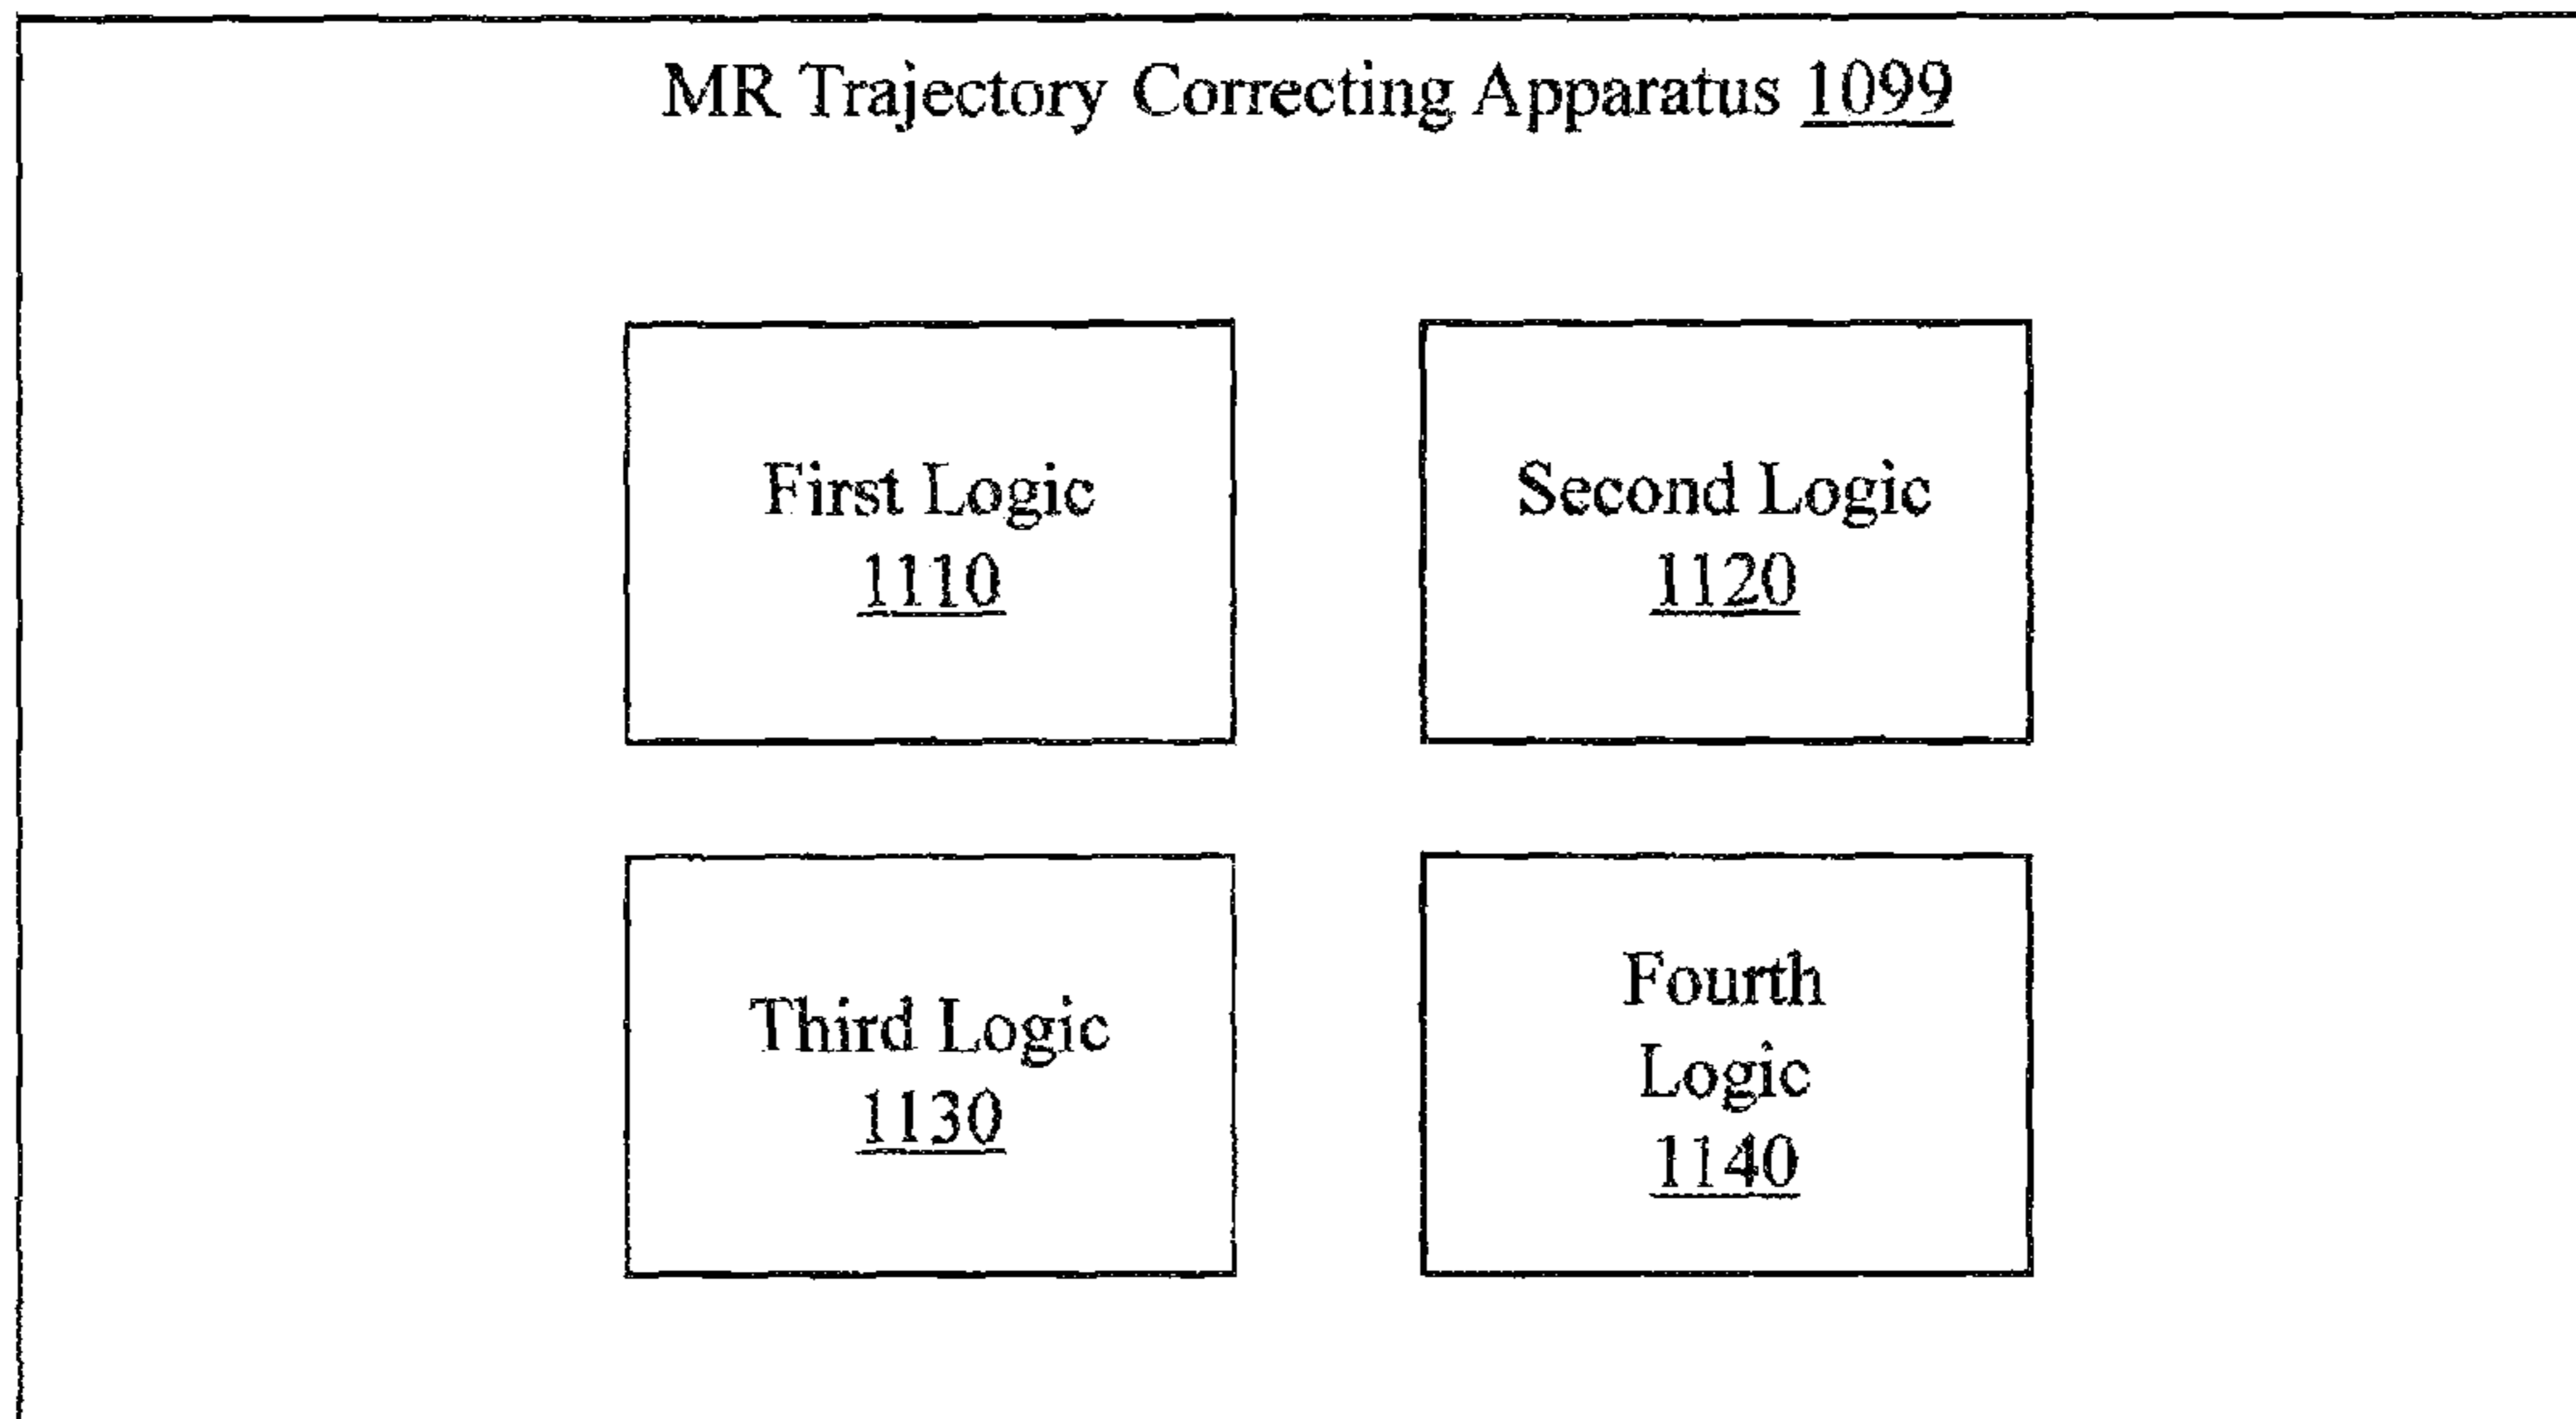 MR Trajectory Correcting Apparatus 1099
First Logic
1110
Second Logic
1120
Third Logic
1130
Fourth
Logic
1140